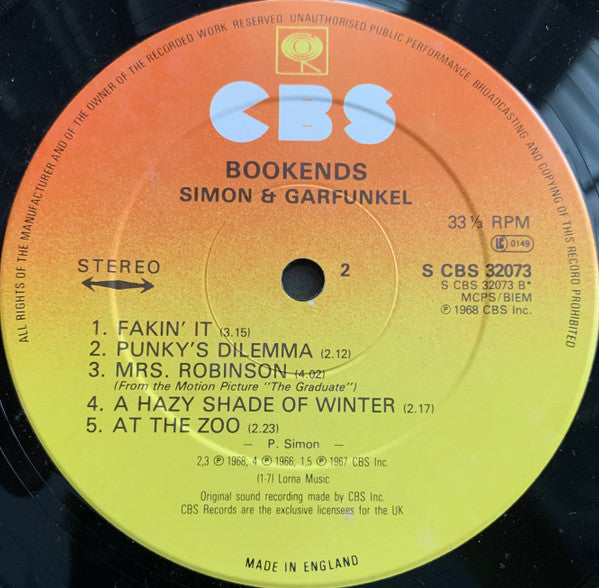 ALL RIGHTS OF THE MANUFACTURER AND OF THE OWNER OF THE RECORDED WORK RESERVED UNAUTHORISED PUBLIC PERFORMANCE, BROADCASTING AND COPYING OF THIS RECORD PROHIBITED
CBS
BOOKENDS
SIMON & GARFUNKEL
33⅓ RPM
LC 0149
STEREO
2
S CBS 32073
S CBS 32073 B*
MCPS/BIEM
℗ 1968 CBS Inc.
1. FAKIN' IT (3.15)
2. PUNKY'S DILEMMA (2.12)
3. MRS. ROBINSON (4.02)
(From the Motion Picture "The Graduate")
4. A HAZY SHADE OF WINTER (2.17)
5. AT THE ZOO (2.23)
– P. Simon –
2,3 ℗ 1968; 4 ℗ 1966; 1,5 ℗ 1967 CBS Inc.
(1-7) Lorna Music
Original sound recording made by CBS Inc.
CBS Records are the exclusive licensees for the UK
MADE IN ENGLAND